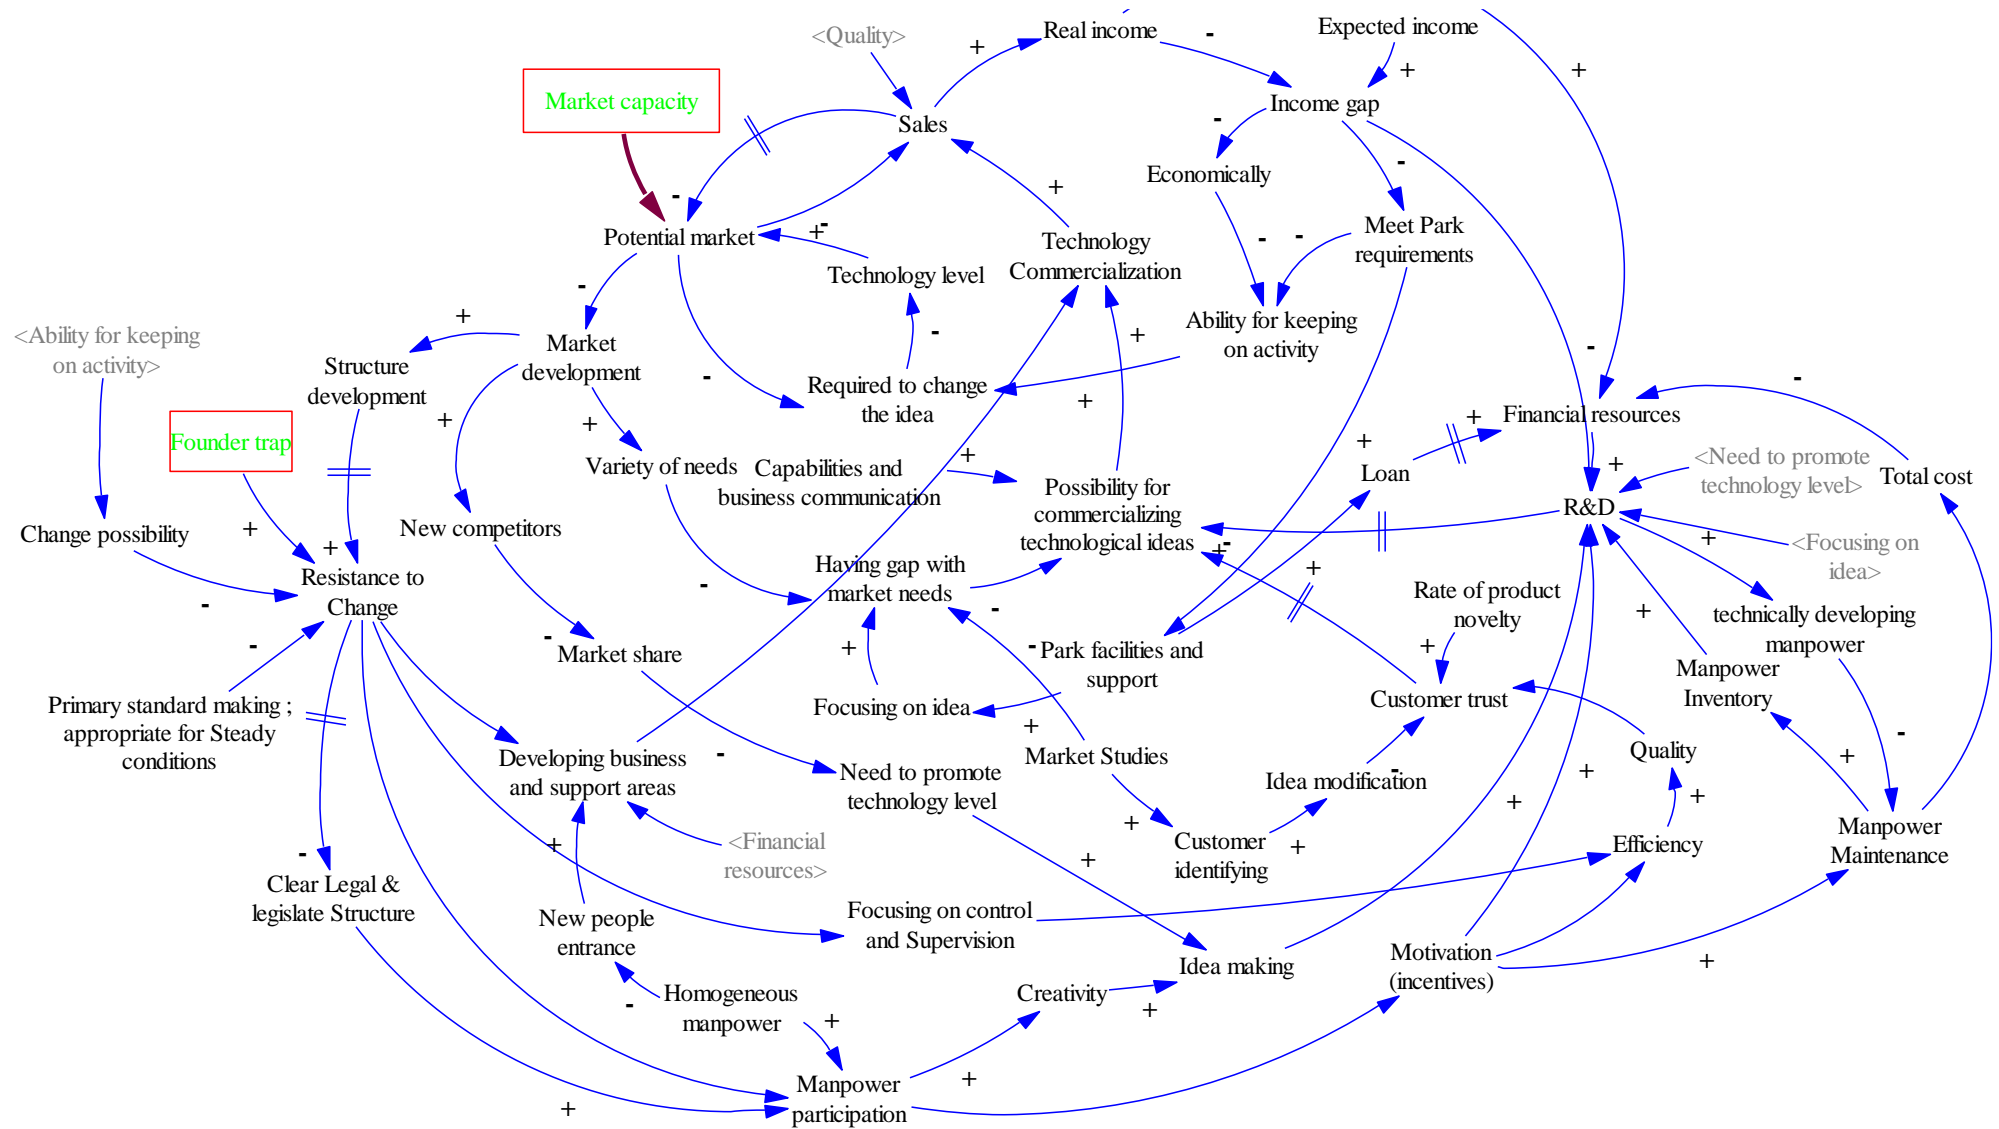 <Quality>
Real income
Expected income
Market capacity
Income gap
Sales
Economically
Potential market
Technology
Commercialization
Meet Park
requirements
Technology level
<Ability for keeping
on activity>
Structure
development
Market
development
Ability for keeping
on activity
Required to change
the idea
Financial resources
Founder trap
Variety of needs
Capabilities and
business communication
Loan
<Need to promote
technology level>
Total cost
Possibility for
commercializing
technological ideas
R&D
Change possibility
New competitors
<Focusing on
idea>
Resistance to
Change
Having gap with
market needs
Rate of product
novelty
technically developing
manpower
Market share
Park facilities and
support
Manpower
Inventory
Primary standard making ;
appropriate for Steady
conditions
Focusing on idea
Customer trust
Developing business
and support areas
Market Studies
Quality
Need to promote
technology level
Idea modification
<Financial
resources>
Customer
identifying
Efficiency
Manpower
Maintenance
Clear Legal &
legislate Structure
New people
entrance
Focusing on control
and Supervision
Idea making
Motivation
(incentives)
Homogeneous
manpower
Creativity
Manpower
participation